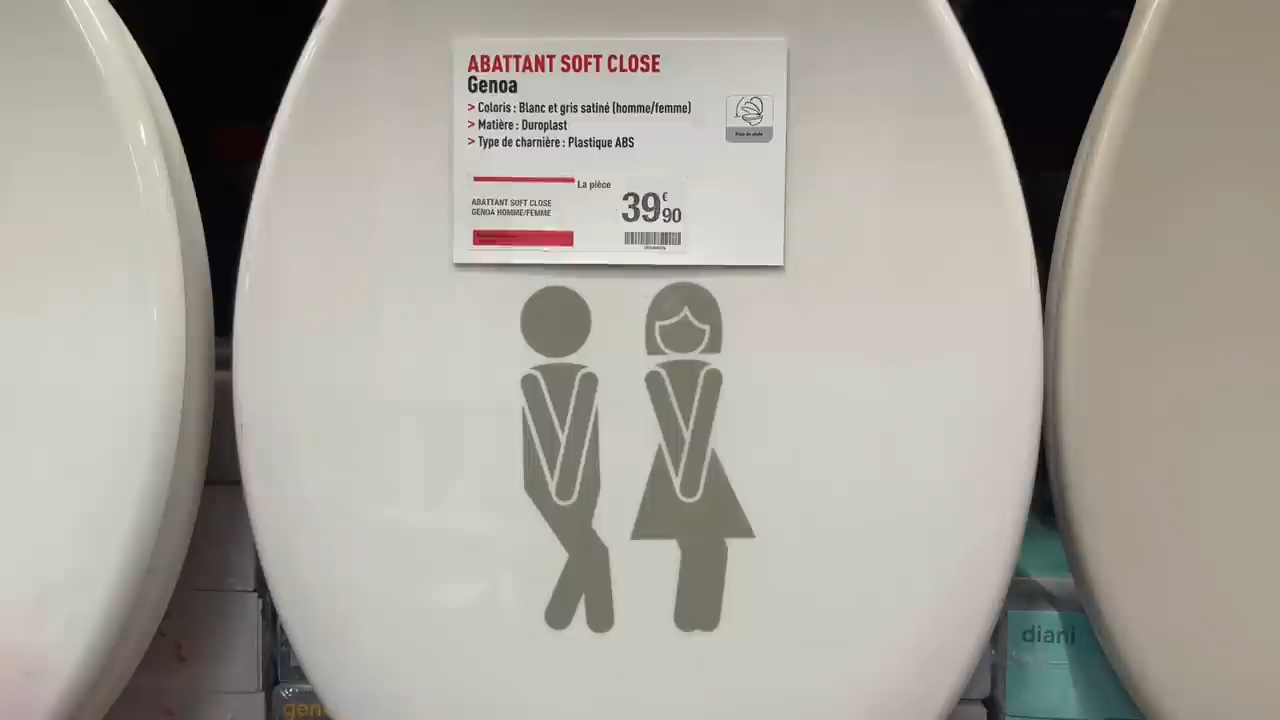 ABATTANT SOFT CLOSE
Genoa
> Coloris : Blanc et gris satiné (homme/femme)
> Matière : Duroplast
> Type de charnière : Plastique ABS
La pièce
ABATTANT SOFT CLOSE
GENOA HOMME/FEMME
39€90
diani
gen